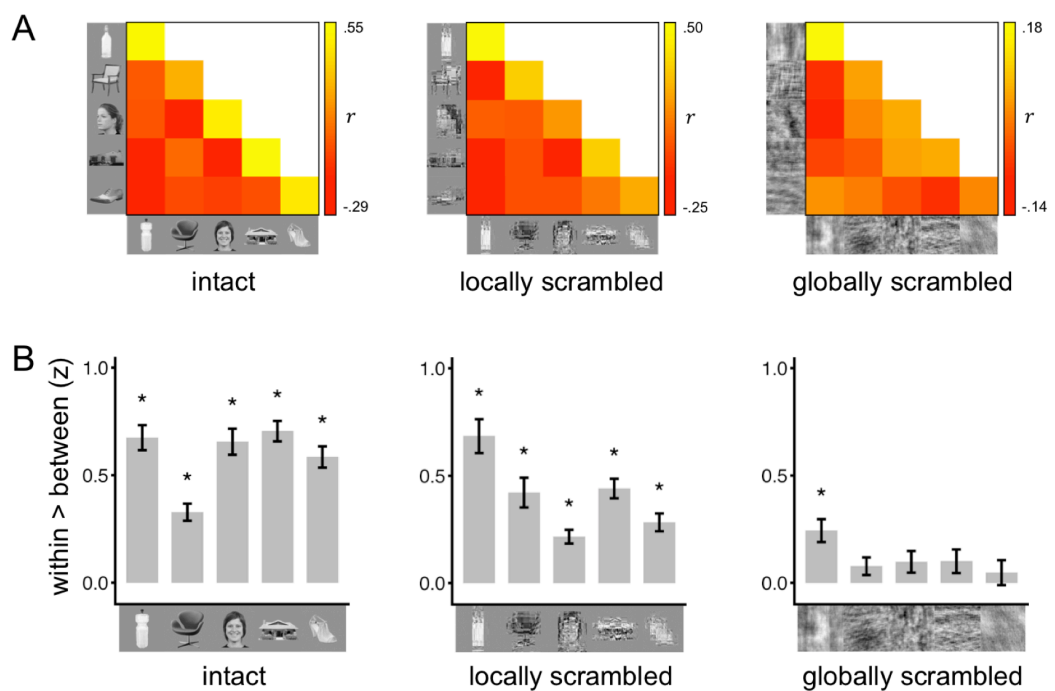 A
.55
r
-.29
intact
.50
r
-.25
locally scrambled
.18
r
-.14
globally scrambled
B
within > between (z)
1.0
0.5
0.0
* * * * *
intact
1.0
0.5
0.0
* * * * *
locally scrambled
1.0
0.5
0.0
*
globally scrambled